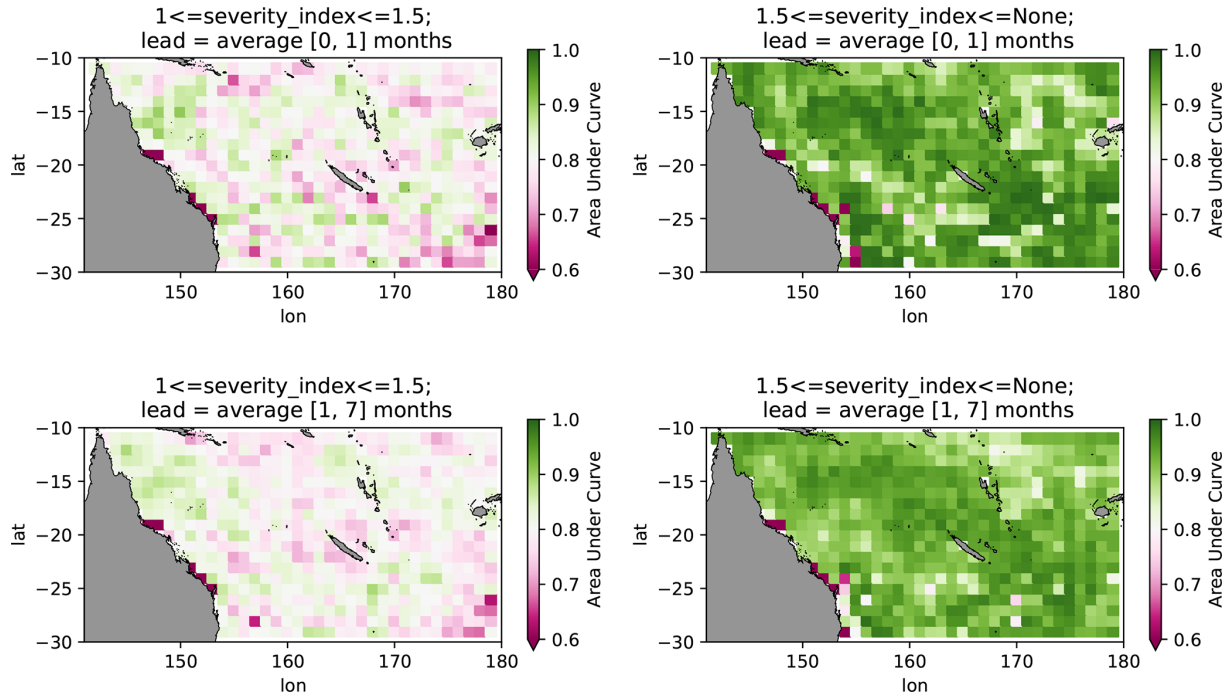 1<=severity_index<=1.5;
lead = average [0, 1] months
−10
−15
−20
−25
−30
lat
150
160
170
180
lon
1.0
0.9
0.8
0.7
0.6
Area Under Curve
1.5<=severity_index<=None;
lead = average [0, 1] months
−10
−15
−20
−25
−30
lat
150
160
170
180
lon
1.0
0.9
0.8
0.7
0.6
Area Under Curve
1<=severity_index<=1.5;
lead = average [1, 7] months
−10
−15
−20
−25
−30
lat
150
160
170
180
lon
1.0
0.9
0.8
0.7
0.6
Area Under Curve
1.5<=severity_index<=None;
lead = average [1, 7] months
−10
−15
−20
−25
−30
lat
150
160
170
180
lon
1.0
0.9
0.8
0.7
0.6
Area Under Curve